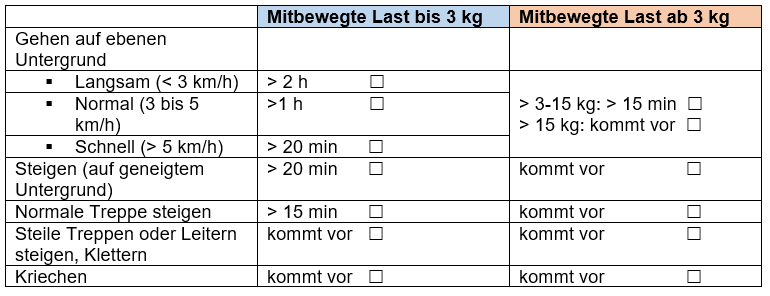 Mitbewegte Last bis 3 kg Mitbewegte Last ab 3 kg
Gehen auf ebenen
Untergrund
▪ Langsam (< 3 km/h) > 2 h ☐
▪ Normal (3 bis 5
km/h) >1 h ☐
> 3-15 kg: > 15 min ☐
> 15 kg: kommt vor ☐
▪ Schnell (> 5 km/h) > 20 min ☐
Steigen (auf geneigtem
Untergrund) > 20 min ☐ kommt vor ☐
Normale Treppe steigen > 15 min ☐ kommt vor ☐
Steile Treppen oder Leitern
steigen, Klettern kommt vor ☐ kommt vor ☐
Kriechen kommt vor ☐ kommt vor ☐